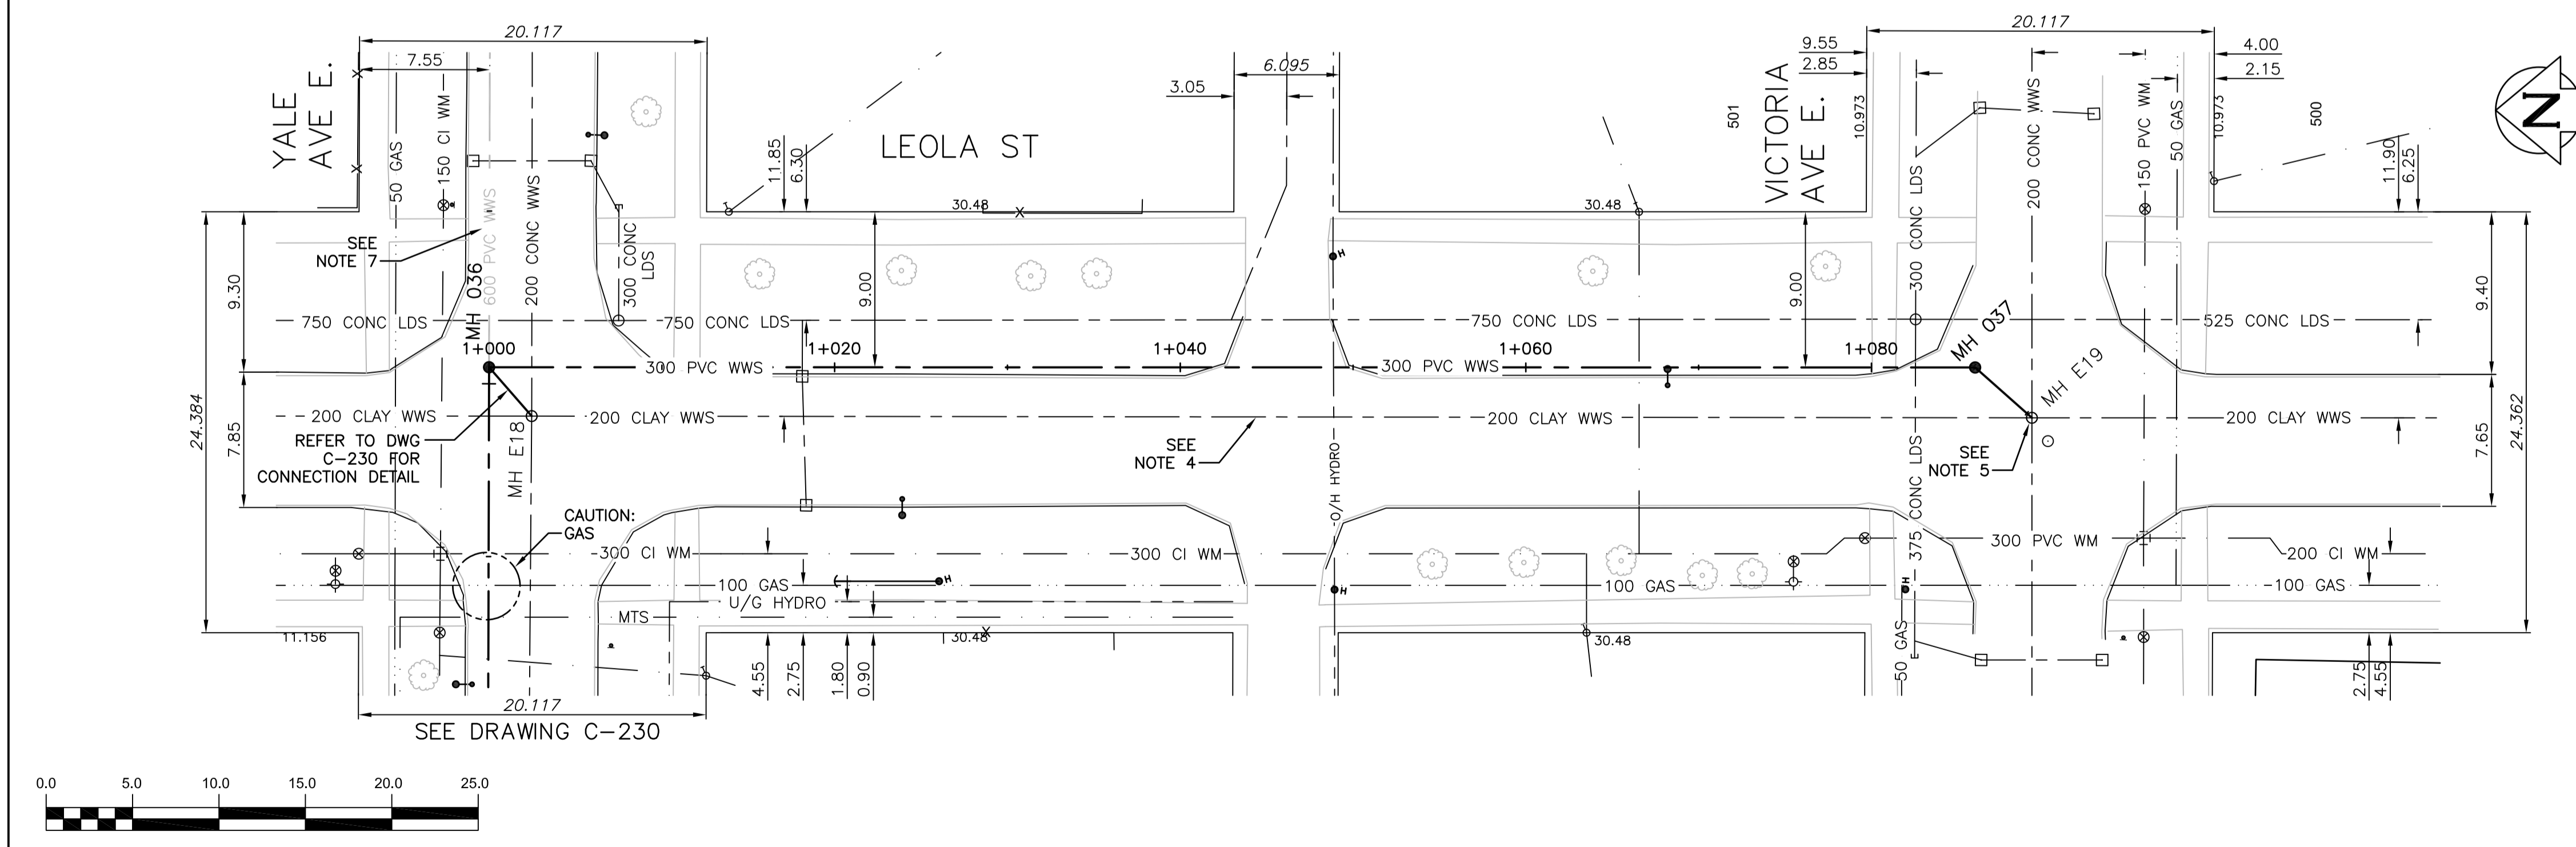 20.117
20.117
7.55
YALE
AVE E.
50 GAS
150 CI WM
600 PVC WWS
200 CONC WWS
300 CONC
LDS
LEOLA ST
11.85
6.30
3.05
6.095
501
VICTORIA
AVE E.
9.55
2.85
4.00
2.15
10.973
300 CONC LDS
200 CONC WWS
150 PVC WM
50 GAS
10.973
500
11.90
6.25
N
30.48
30.48
SEE
NOTE 7
9.30
9.00
9.00
9.40
MH 036
750 CONC LDS
750 CONC LDS
750 CONC LDS
525 CONC LDS
MH 037
1+000
1+020
1+040
1+060
1+080
300 PVC WWS
300 PVC WWS
MH E19
24.384
7.85
200 CLAY WWS
200 CLAY WWS
200 CLAY WWS
200 CLAY WWS
7.65
24.362
REFER TO DWG
C-230 FOR
CONNECTION DETAIL
MH E18
SEE
NOTE 4
SEE
NOTE 5
O/H HYDRO
375 CONC LDS
CAUTION:
GAS
300 CI WM
300 CI WM
300 PVC WM
200 CI WM
100 GAS
H
H
H
H
100 GAS
100 GAS
U/G HYDRO
MTS
11.156
30.48
30.48
50 GAS
4.55
2.75
1.80
0.90
2.75
4.55
20.117
SEE DRAWING C-230
0.0 5.0 10.0 15.0 20.0 25.0